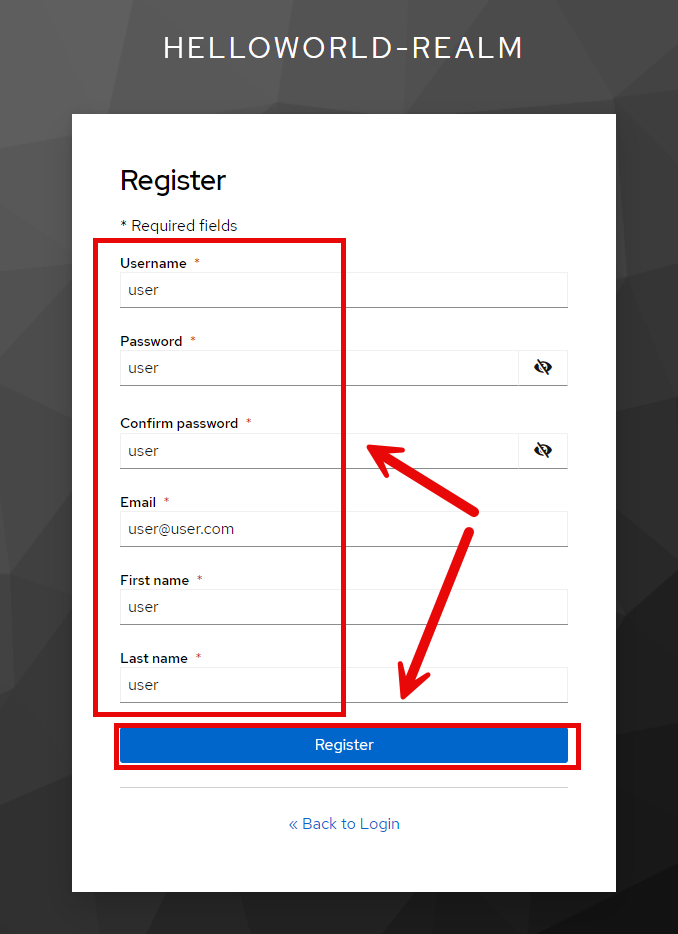 HELLOWORLD-REALM
Register
* Required fields
Username *
user
Password *
user
Confirm password *
user
Email *
user@user.com
First name *
user
Last name *
user
Register
« Back to Login